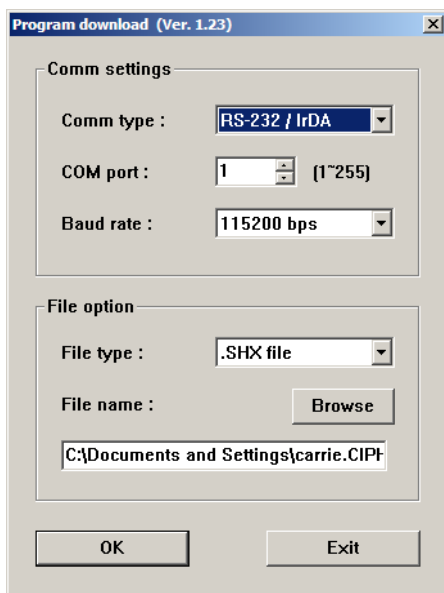 Program download (Ver. 1.23)
Comm settings
Comm type : RS-232 / IrDA
COM port : 1 (1~255)
Baud rate : 115200 bps
File option
File type : .SHX file
File name : Browse
C:\Documents and Settings\carrie.CIPH
OK Exit